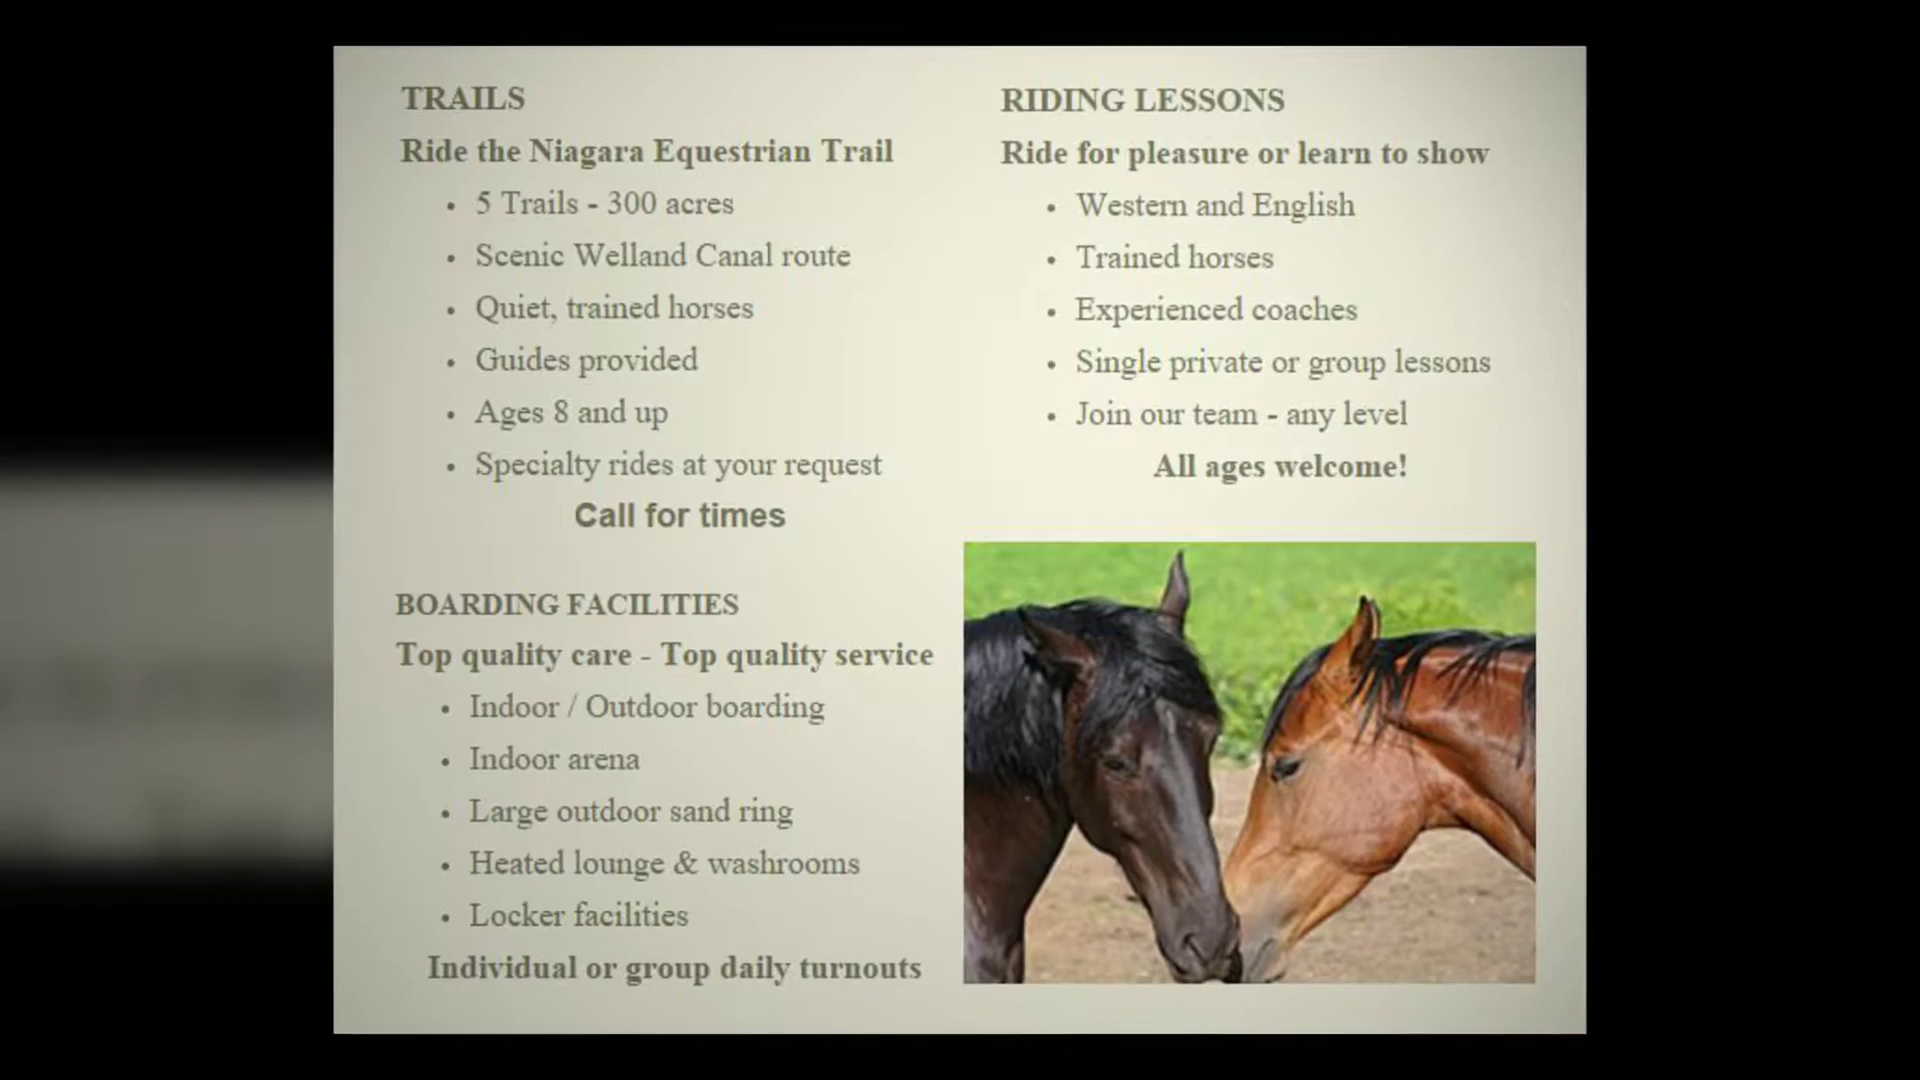 TRAILS
Ride the Niagara Equestrian Trail
• 5 Trails - 300 acres
• Scenic Welland Canal route
• Quiet, trained horses
• Guides provided
• Ages 8 and up
• Specialty rides at your request
Call for times
BOARDING FACILITIES
Top quality care - Top quality service
• Indoor / Outdoor boarding
• Indoor arena
• Large outdoor sand ring
• Heated lounge & washrooms
• Locker facilities
Individual or group daily turnouts
RIDING LESSONS
Ride for pleasure or learn to show
• Western and English
• Trained horses
• Experienced coaches
• Single private or group lessons
• Join our team - any level
All ages welcome!